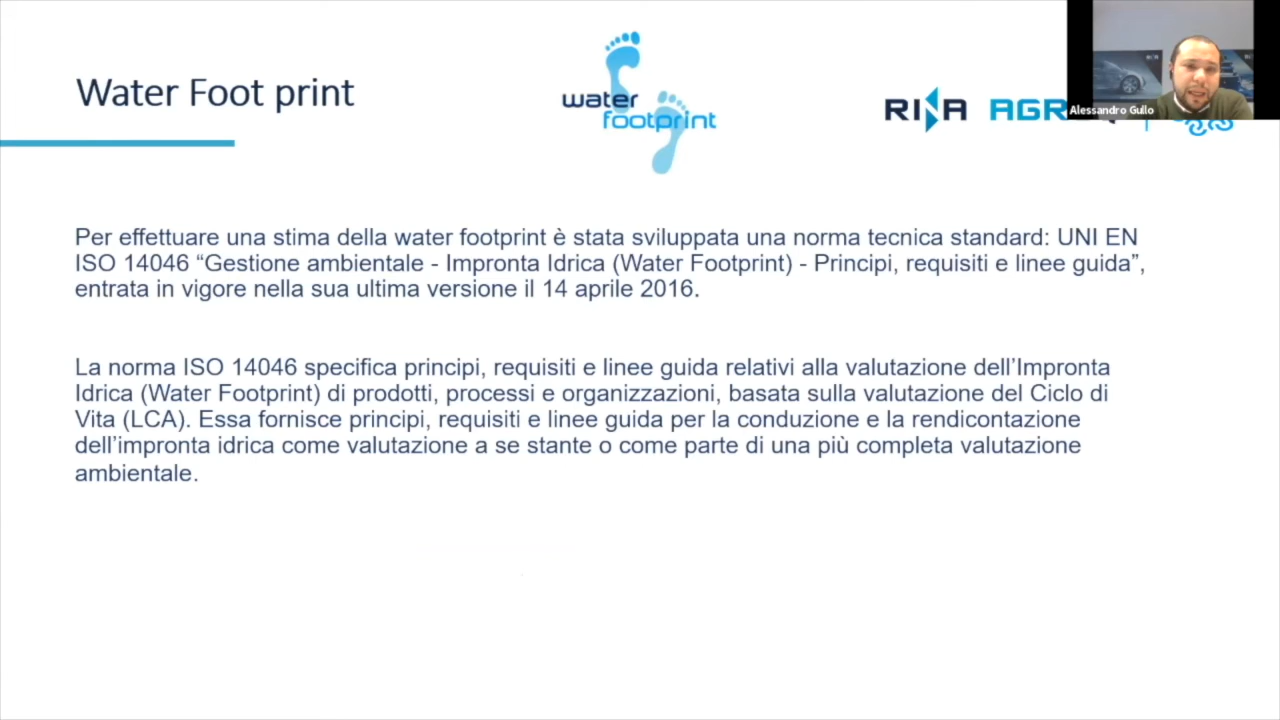 Water Foot print
water
footprint
RINA AGR
Alessandro Gullo
Per effettuare una stima della water footprint è stata sviluppata una norma tecnica standard: UNI EN
ISO 14046 “Gestione ambientale - Impronta Idrica (Water Footprint) - Principi, requisiti e linee guida”,
entrata in vigore nella sua ultima versione il 14 aprile 2016.
La norma ISO 14046 specifica principi, requisiti e linee guida relativi alla valutazione dell’Impronta
Idrica (Water Footprint) di prodotti, processi e organizzazioni, basata sulla valutazione del Ciclo di
Vita (LCA). Essa fornisce principi, requisiti e linee guida per la conduzione e la rendicontazione
dell’impronta idrica come valutazione a se stante o come parte di una più completa valutazione
ambientale.